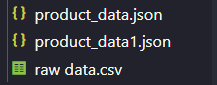 {} product_data.json
{} product_data1.json
raw data.csv